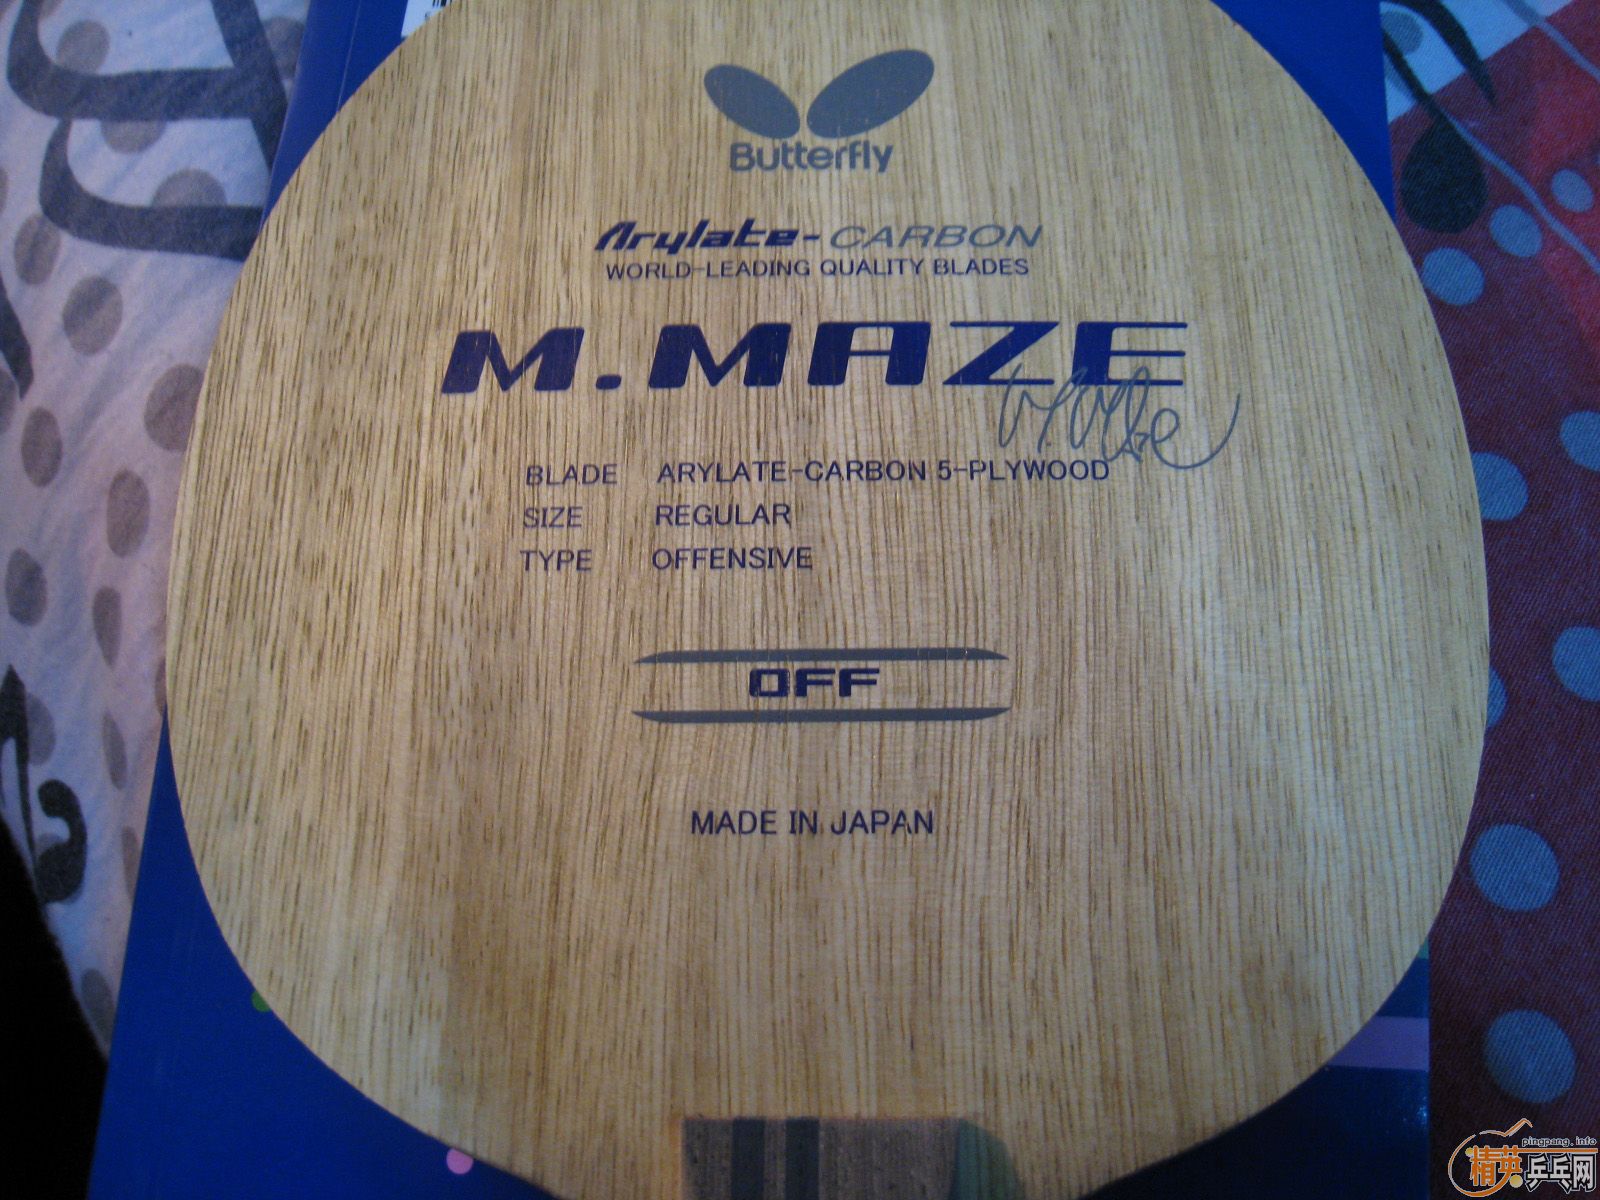 Butterfly
Arylate-CARBON
WORLD-LEADING QUALITY BLADES
M.MAZE
BLADE ARYLATE-CARBON 5-PLYWOOD
SIZE REGULAR
TYPE OFFENSIVE
OFF
MADE IN JAPAN
pingpang.info
精英乒乓网